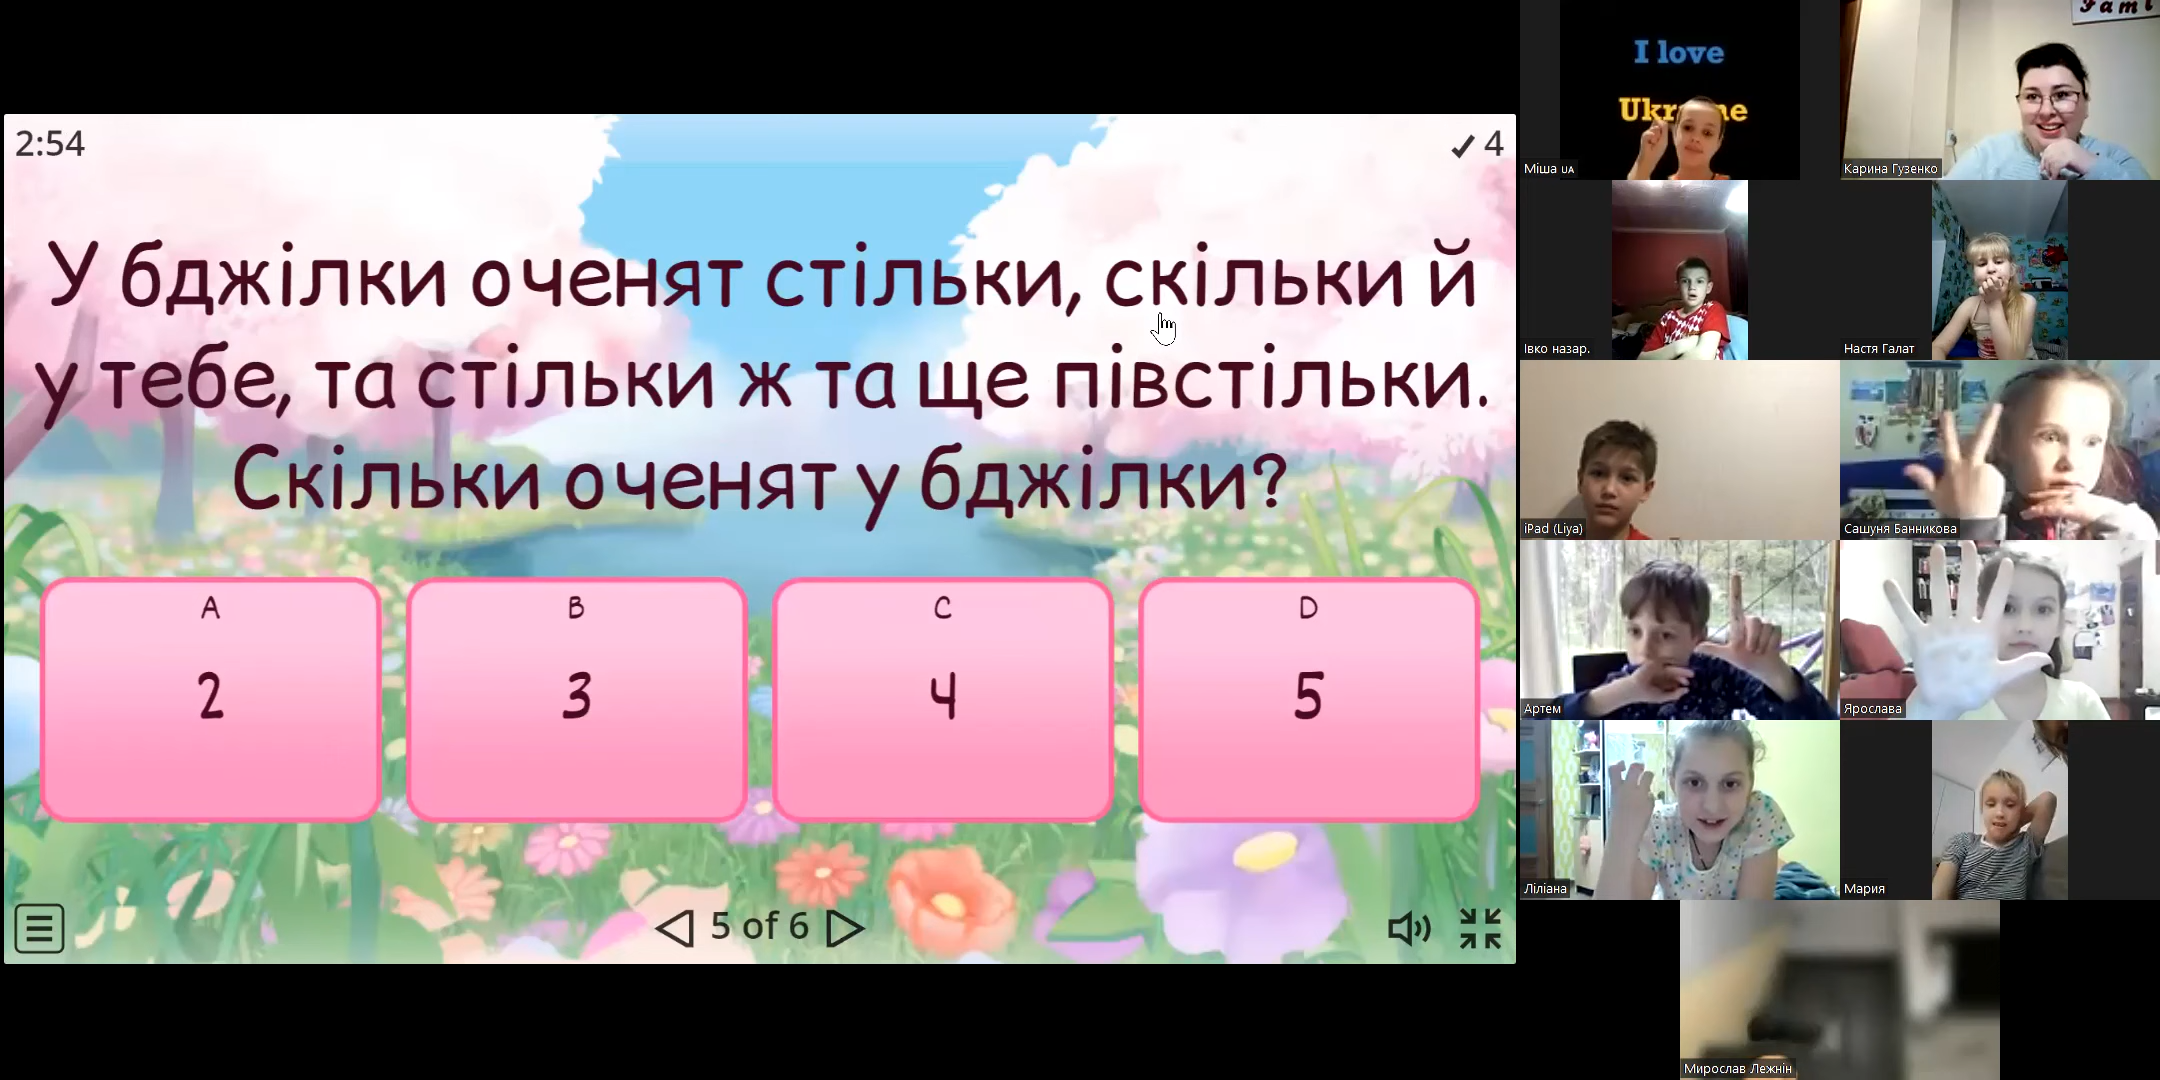 2:54
✓ 4
У бджілки оченят стільки, скільки й
у тебе, та стільки ж та ще півстільки.
Скільки оченят у бджілки?
A
2
B
3
C
4
D
5
5 of 6
I love
Міша UA
Карина Гузенко
Івко назар.
Настя Галат
iPad (Liya)
Сашуня Банникова
Артем
Ярослава
Ліліана
Мария
Мирослав Лежнін